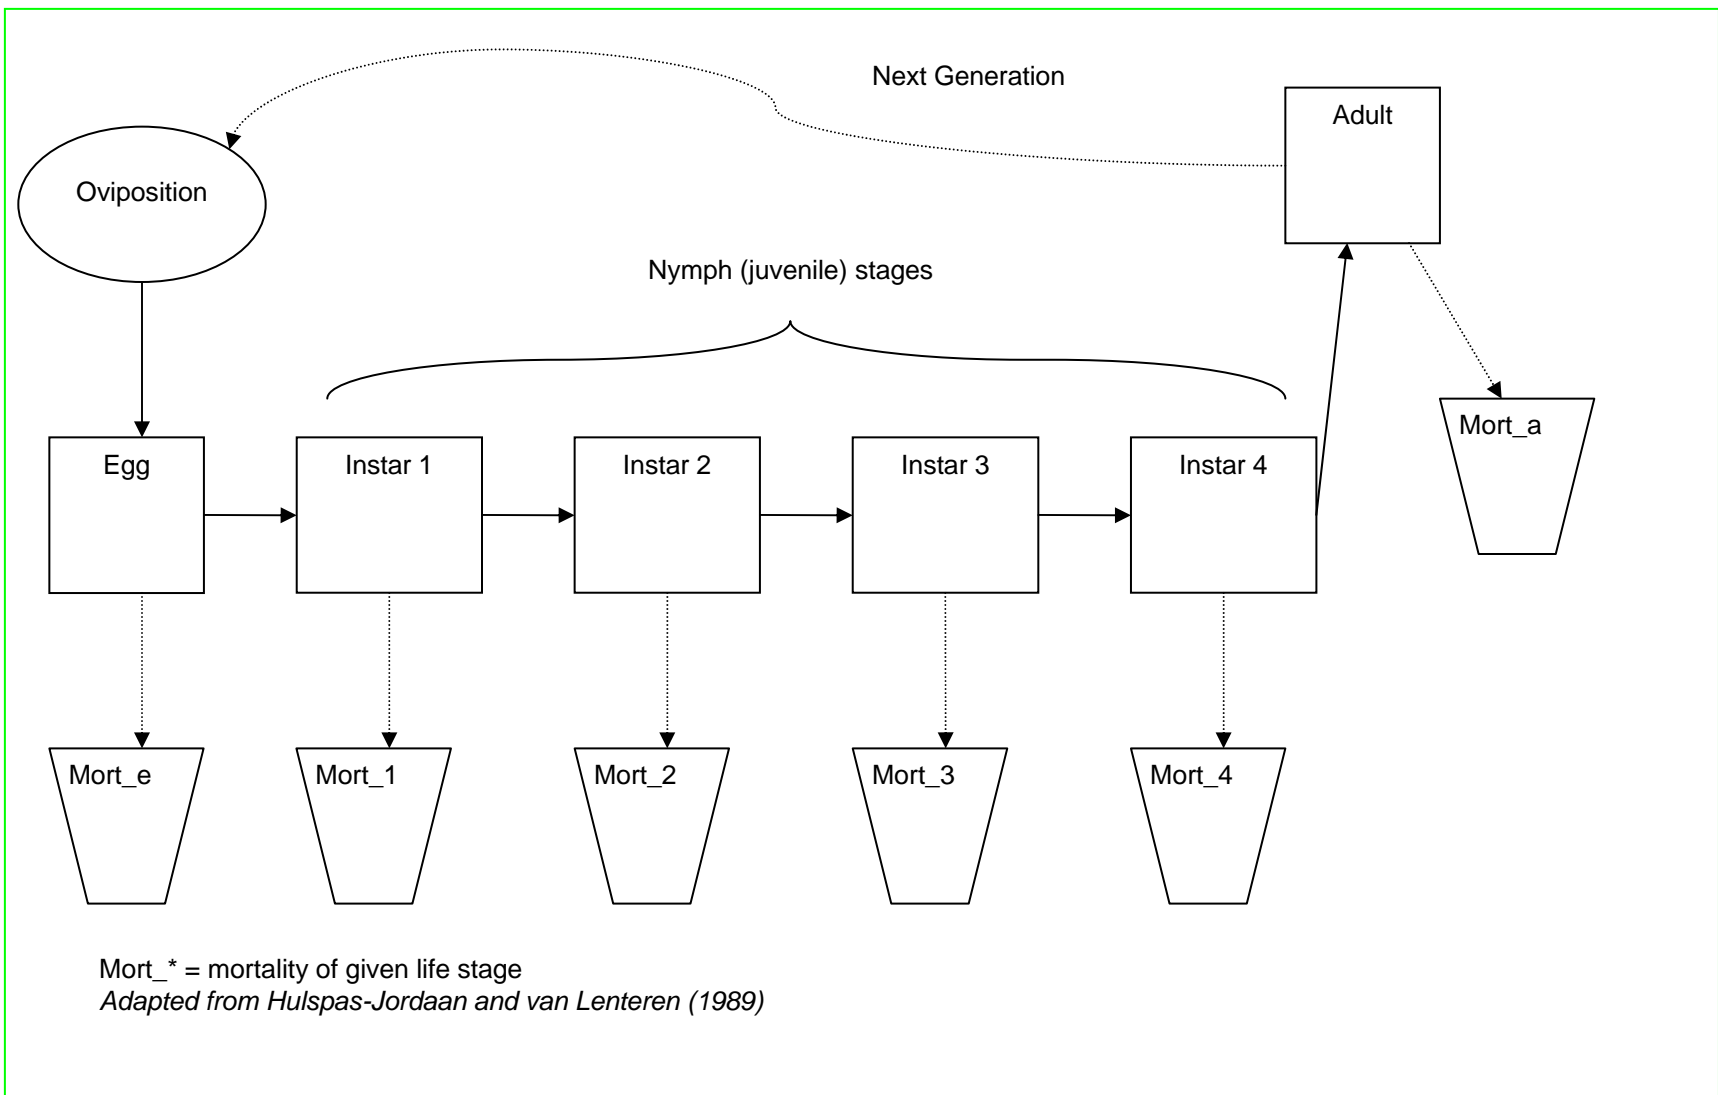 Next Generation
Adult
Oviposition
Nymph (juvenile) stages
Mort_a
Egg
Instar 1
Instar 2
Instar 3
Instar 4
Mort_e
Mort_1
Mort_2
Mort_3
Mort_4
Mort_* = mortality of given life stage
Adapted from Hulspas-Jordaan and van Lenteren (1989)